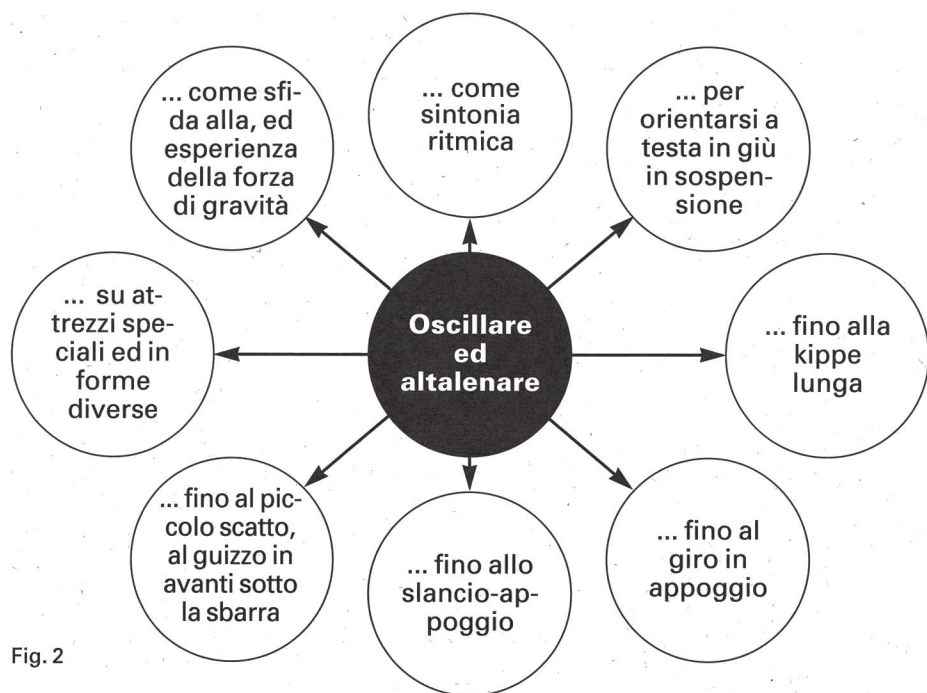 ... come sfi-
da alla, ed
esperienza
della forza
di gravità
... come
sintonia
ritmica
... per
orientarsi a
testa in giù
in sospen-
sione
... su at-
trezzi spe-
ciali ed in
forme
diverse
Oscillare
ed
altalenare
... fino alla
kippe
lunga
... fino al pic-
colo scatto,
al guizzo in
avanti sotto
la sbarra
... fino allo
slancio-ap-
poggio
... fino al
giro in
appoggio
Fig. 2